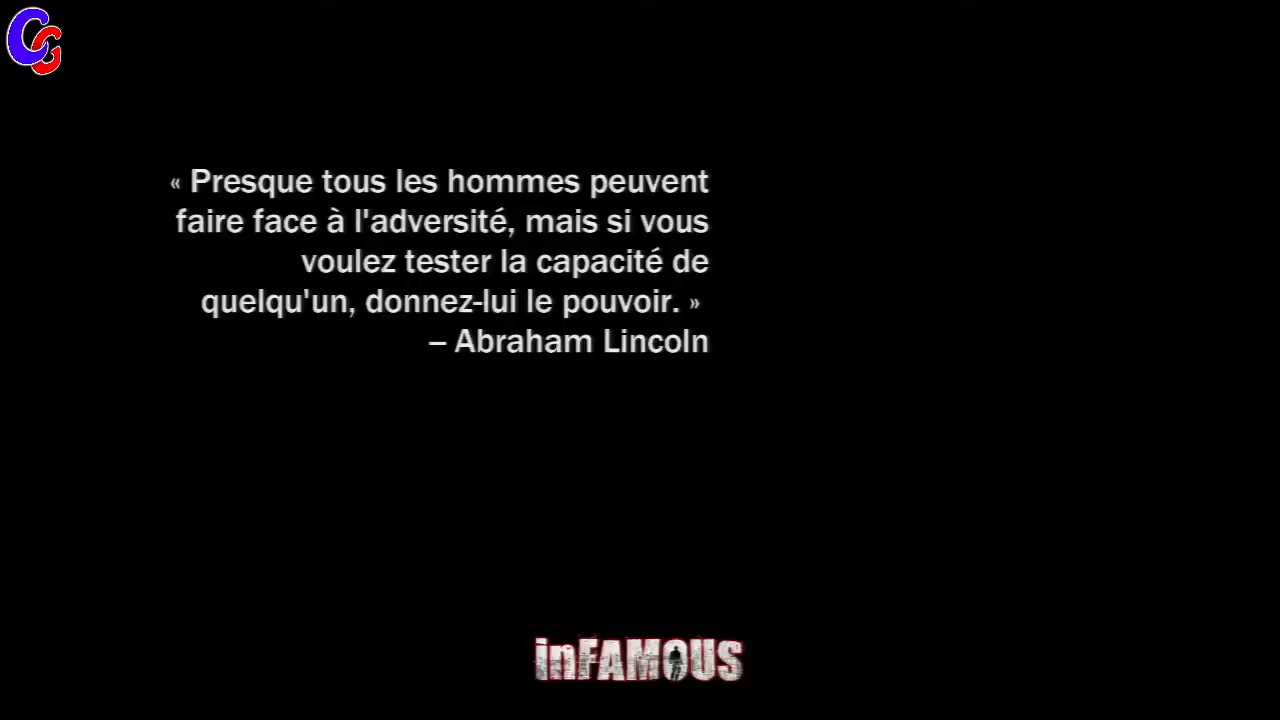 CG
« Presque tous les hommes peuvent
faire face à l'adversité, mais si vous
voulez tester la capacité de
quelqu'un, donnez-lui le pouvoir. »
– Abraham Lincoln
inFAMOUS